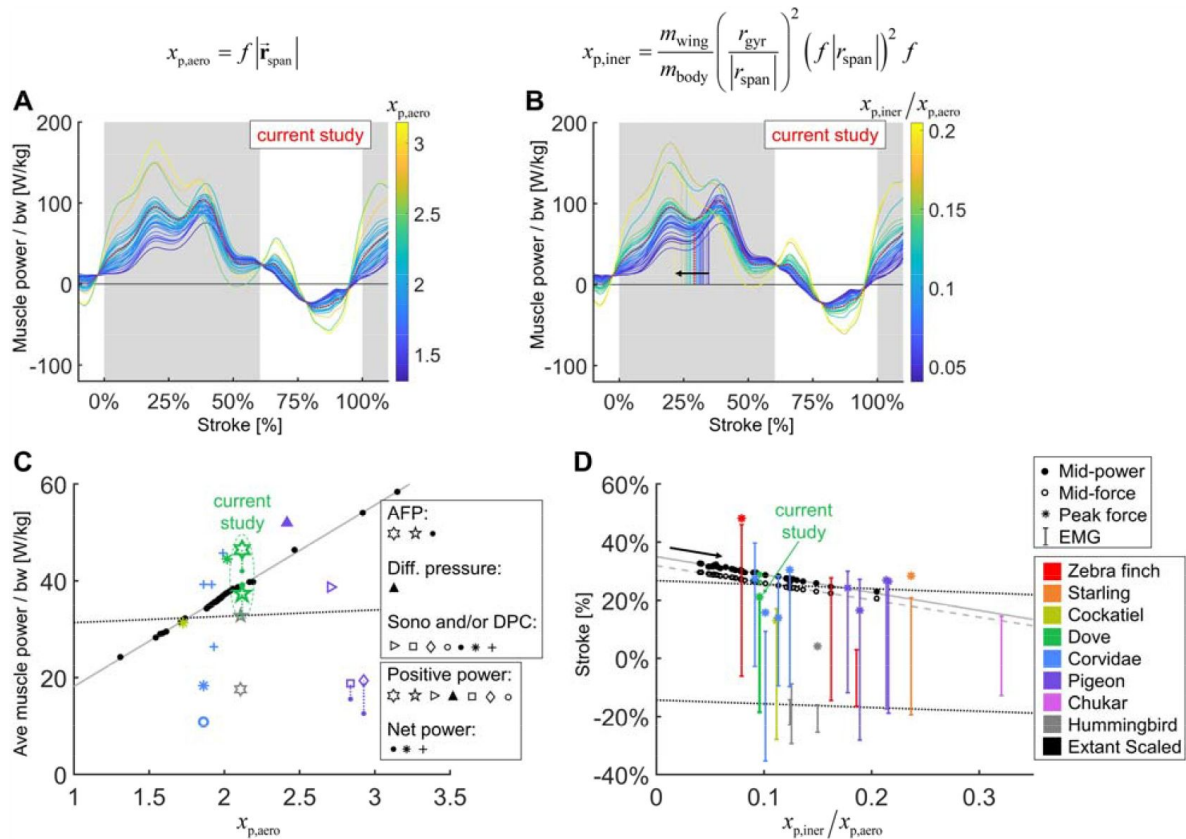 x_p,aero = f |r⃗_span|
x_p,iner = m_wing / m_body ( r_gyr / |r_span| )^2 ( f |r_span| )^2 f
A
x_p,aero
current study
200
100
0
-100
Muscle power / bw [W/kg]
3
2.5
2
1.5
0% 25% 50% 75% 100%
Stroke [%]
B
x_p,iner / x_p,aero
current study
200
100
0
-100
Muscle power / bw [W/kg]
0.2
0.15
0.1
0.05
0% 25% 50% 75% 100%
Stroke [%]
C
60
40
20
0
Ave muscle power / bw [W/kg]
current
study
AFP:
Diff. pressure:
Sono and/or DPC:
Positive power:
Net power:
1 1.5 2 2.5 3 3.5
x_p,aero
D
60%
40%
20%
0%
-20%
-40%
Stroke [%]
current
study
Mid-power
Mid-force
Peak force
EMG
Zebra finch
Starling
Cockatiel
Dove
Corvidae
Pigeon
Chukar
Hummingbird
Extant Scaled
0 0.1 0.2 0.3
x_p,iner / x_p,aero